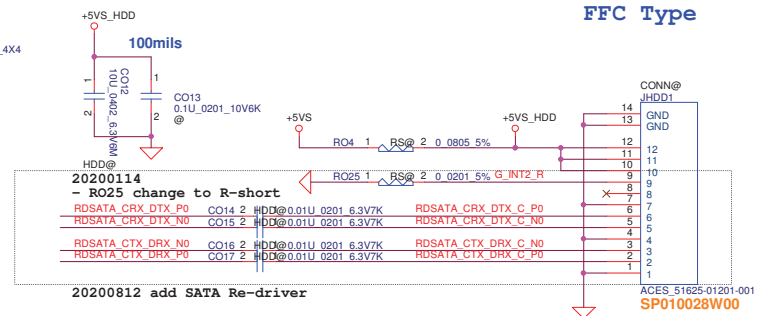 FFC Type
+5VS_HDD
_4X4
100mils
1
2
CO12
10U_0402_6.3V6M
HDD@
1
2
CO13
0.1U_0201_10V6K
@
+5VS
+5VS_HDD
RO4 1 RS@ 2 0_0805_5%
RO25 1 RS@ 2 0_0201_5% G_INT2_R
20200114
- RO25 change to R-short
RDSATA_CRX_DTX_P0 CO14 2 HDD@ 1 0.01U_0201_6.3V7K RDSATA_CRX_DTX_C_P0
RDSATA_CRX_DTX_N0 CO15 2 HDD@ 1 0.01U_0201_6.3V7K RDSATA_CRX_DTX_C_N0
RDSATA_CTX_DRX_N0 CO16 2 HDD@ 1 0.01U_0201_6.3V7K RDSATA_CTX_DRX_C_N0
RDSATA_CTX_DRX_P0 CO17 2 HDD@ 1 0.01U_0201_6.3V7K RDSATA_CTX_DRX_C_P0
20200812 add SATA Re-driver
CONN@
JHDD1
14 GND
13 GND
12 12
11 11
10 10
9 9
8 8
7 7
6 6
5 5
4 4
3 3
2 2
1 1
ACES_51625-01201-001
SP010028W00